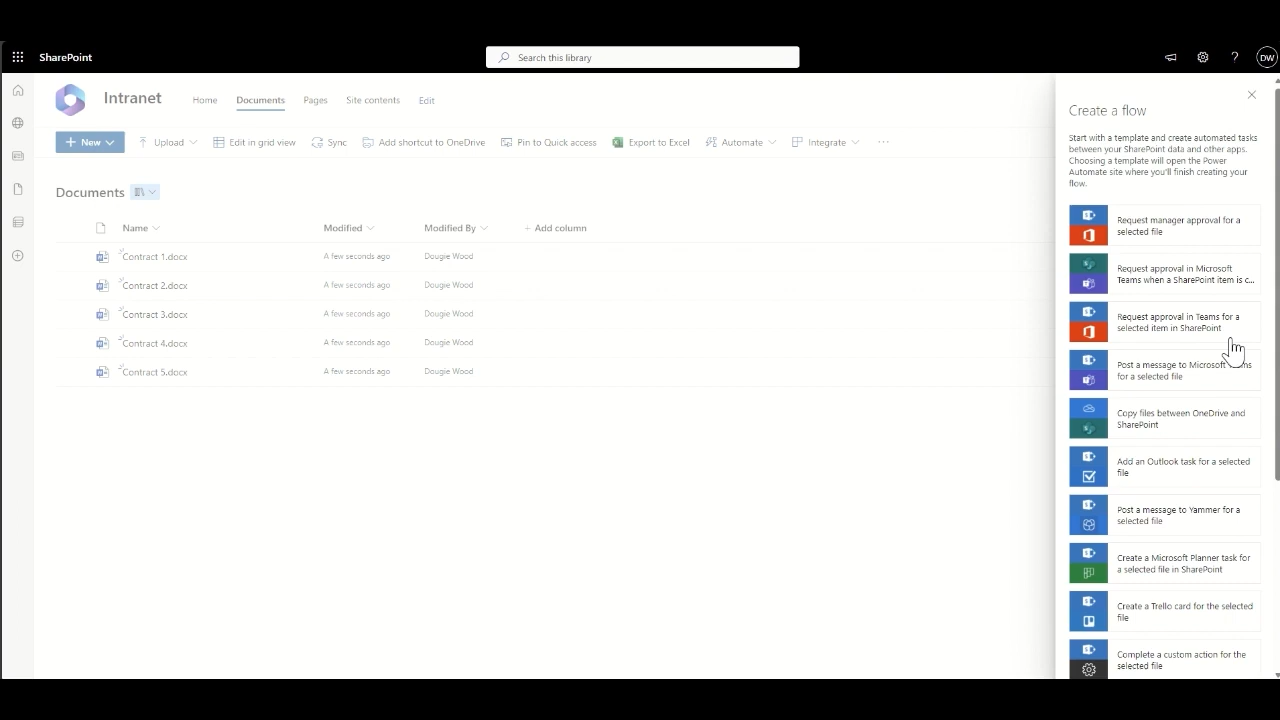 SharePoint
Search this library
?
DW
Intranet
Home
Documents
Pages
Site contents
Edit
+ New
Upload
Edit in grid view
Sync
Add shortcut to OneDrive
Pin to Quick access
Export to Excel
Automate
Integrate
...
Documents
Name
Modified
Modified By
+ Add column
Contract 1.docx
A few seconds ago
Dougie Wood
Contract 2.docx
A few seconds ago
Dougie Wood
Contract 3.docx
A few seconds ago
Dougie Wood
Contract 4.docx
A few seconds ago
Dougie Wood
Contract 5.docx
A few seconds ago
Dougie Wood
Create a flow
Start with a template and create automated tasks
between your SharePoint data and other apps.
Choosing a template will open the Power
Automate site where you'll finish creating your
flow.
Request manager approval for a
selected file
Request approval in Microsoft
Teams when a SharePoint item is c...
Request approval in Teams for a
selected item in SharePoint
Post a message to Microsoft
for a selected file
Copy files between OneDrive and
SharePoint
Add an Outlook task for a selected
file
Post a message to Yammer for a
selected file
Create a Microsoft Planner task for
a selected file in SharePoint
Create a Trello card for the selected
file
Complete a custom action for the
selected file